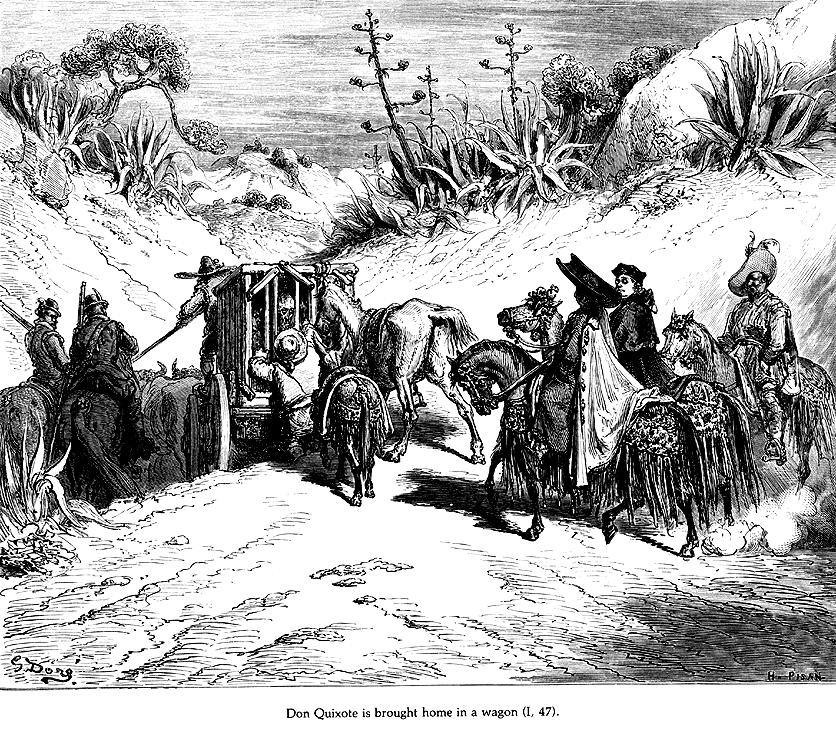 G. Doré
H. PISAN
Don Quixote is brought home in a wagon (I, 47).